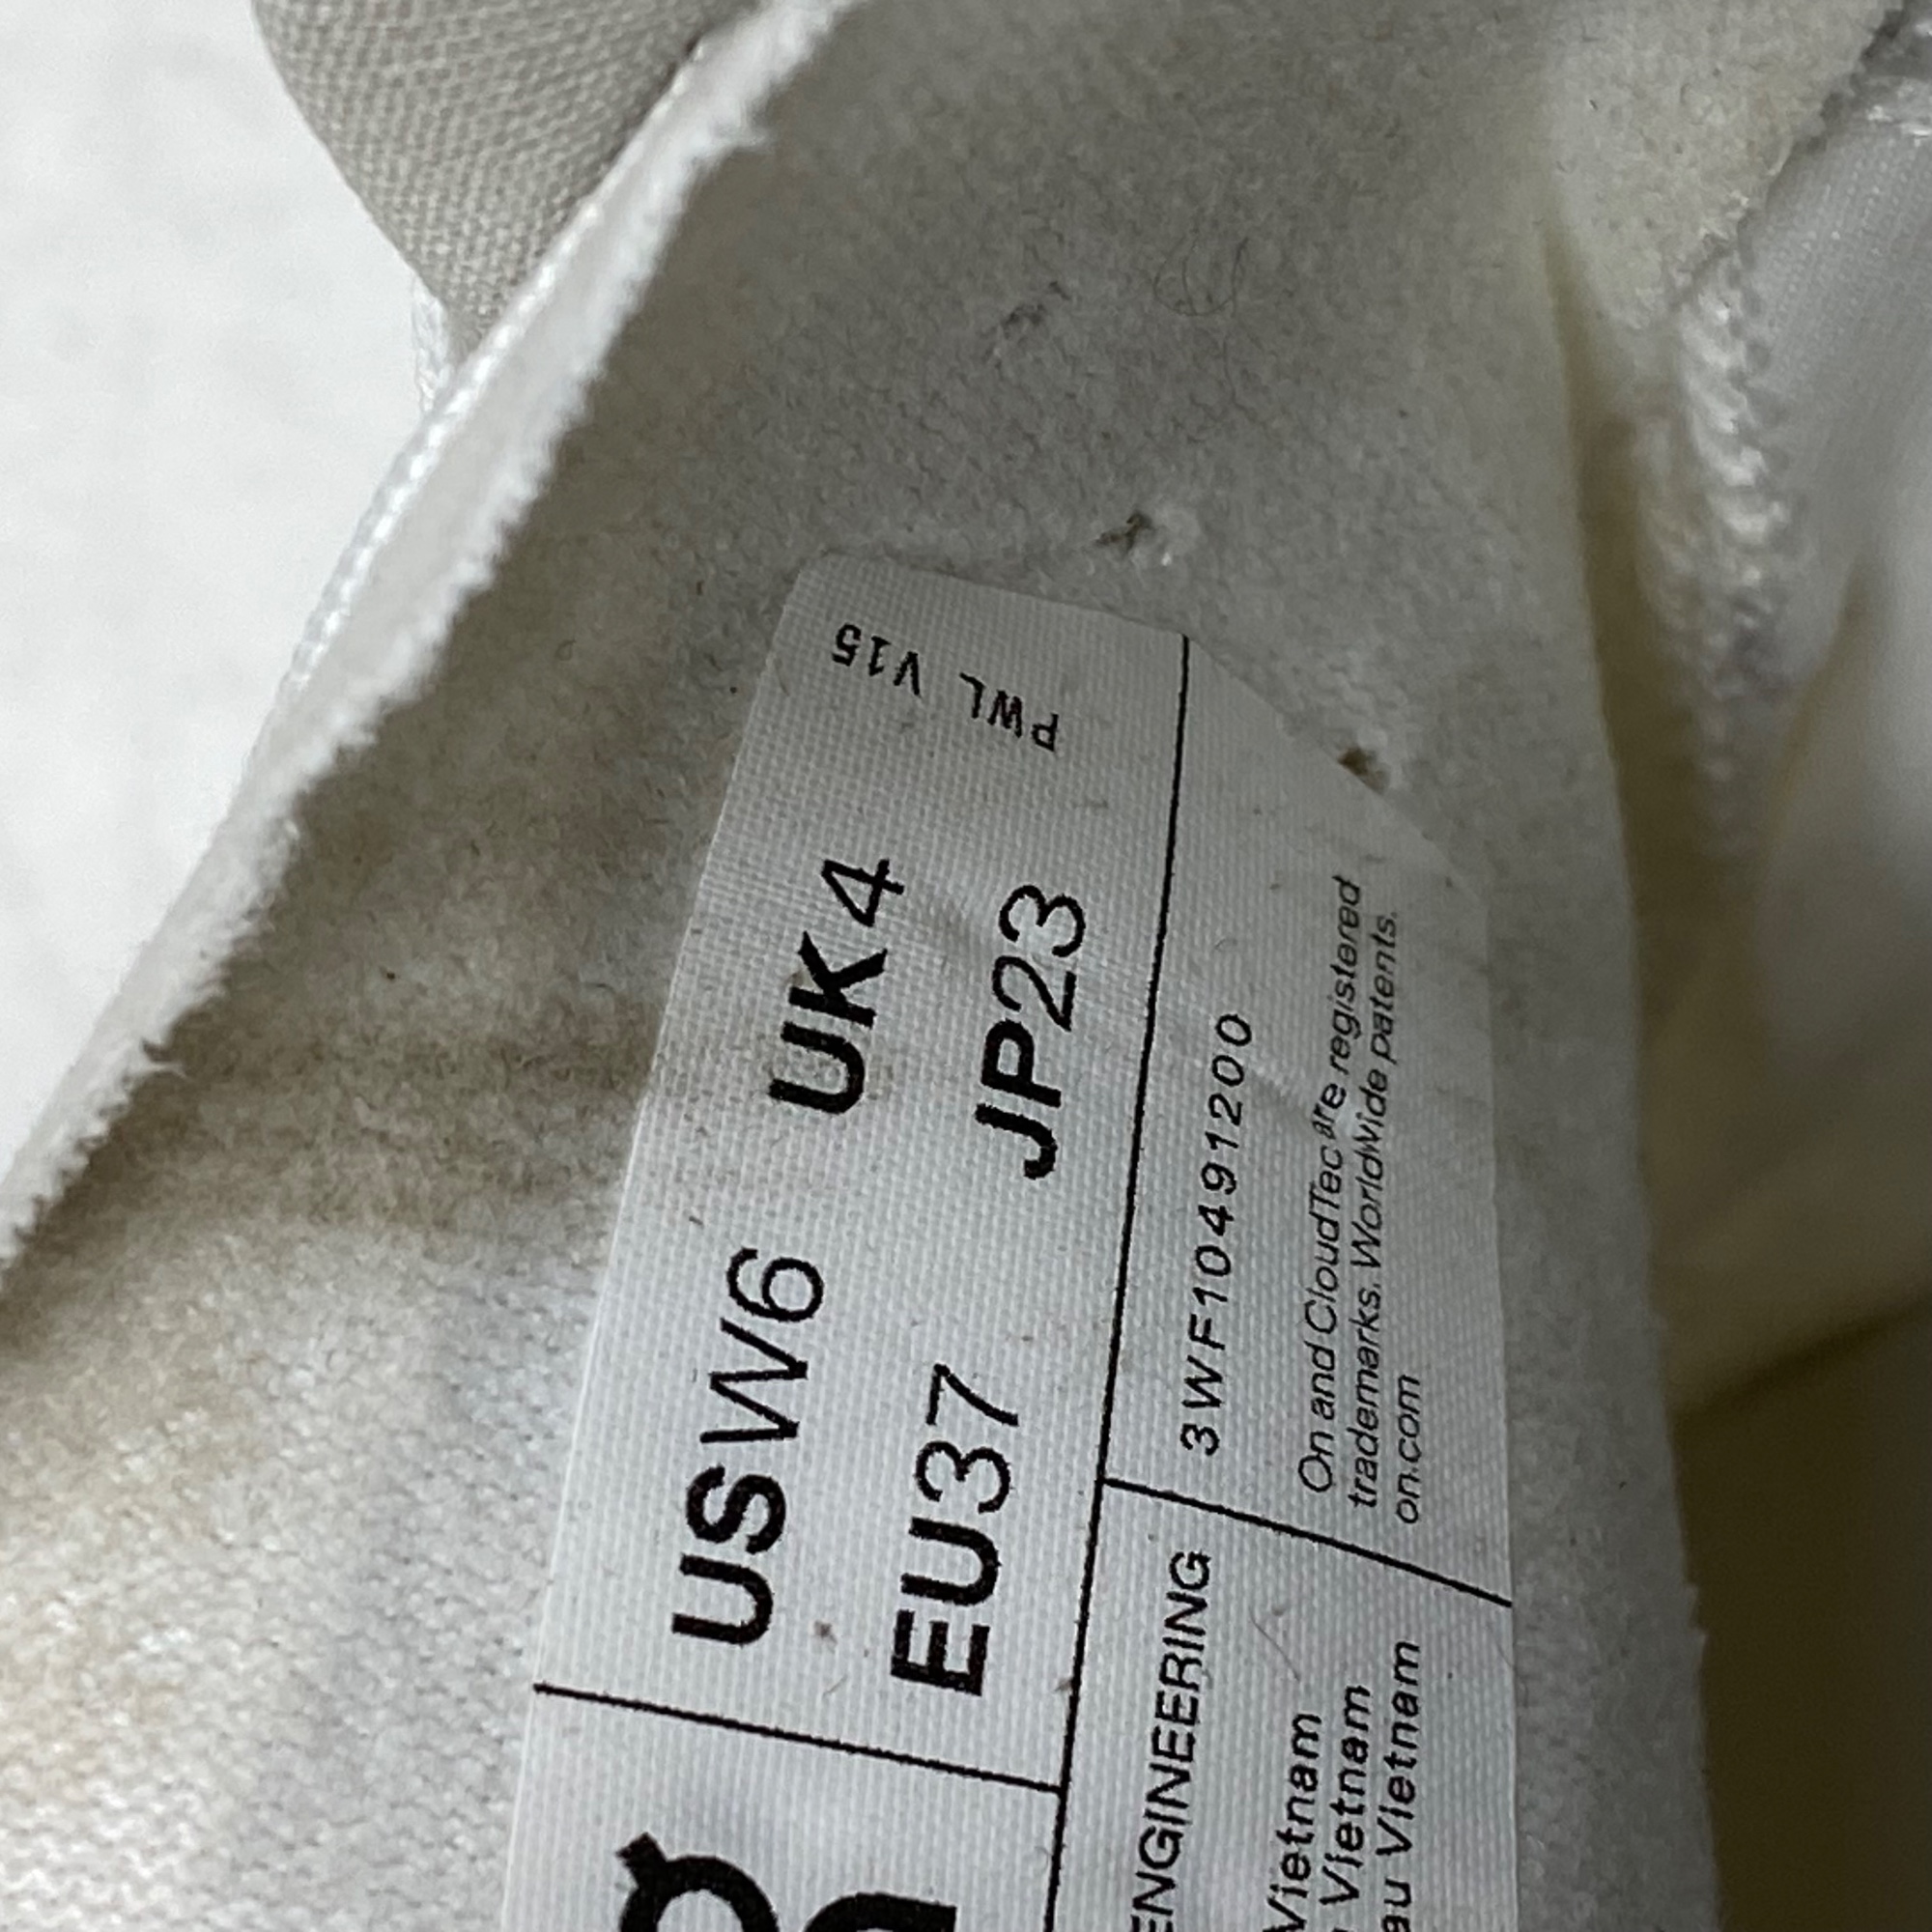 PWL V15
USW6 UK4
EU37 JP23
3WF10491200
On and CloudTec are registered
trademarks. Worldwide patents.
on.com
ENGINEERING
Vietnam
Vietnam
Vietnam